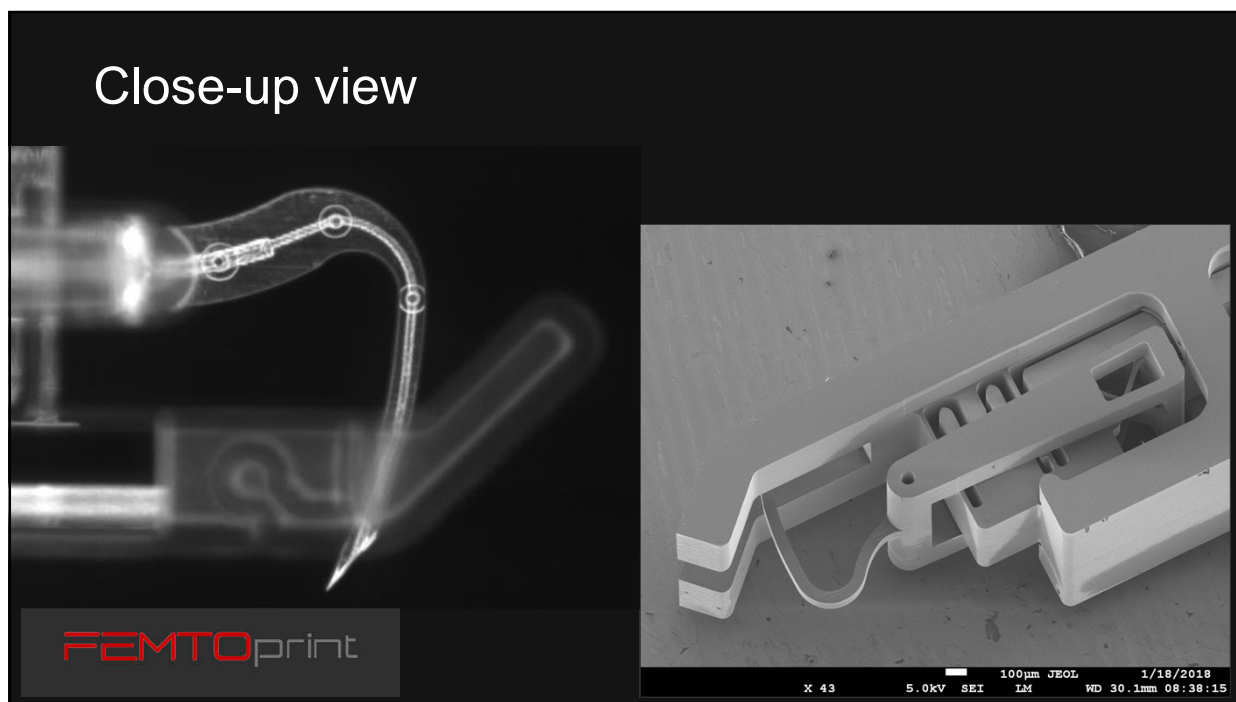 Close-up view
FEMTOprint
100µm JEOL 1/18/2018
X 43 5.0kV SEI LM WD 30.1mm 08:38:15